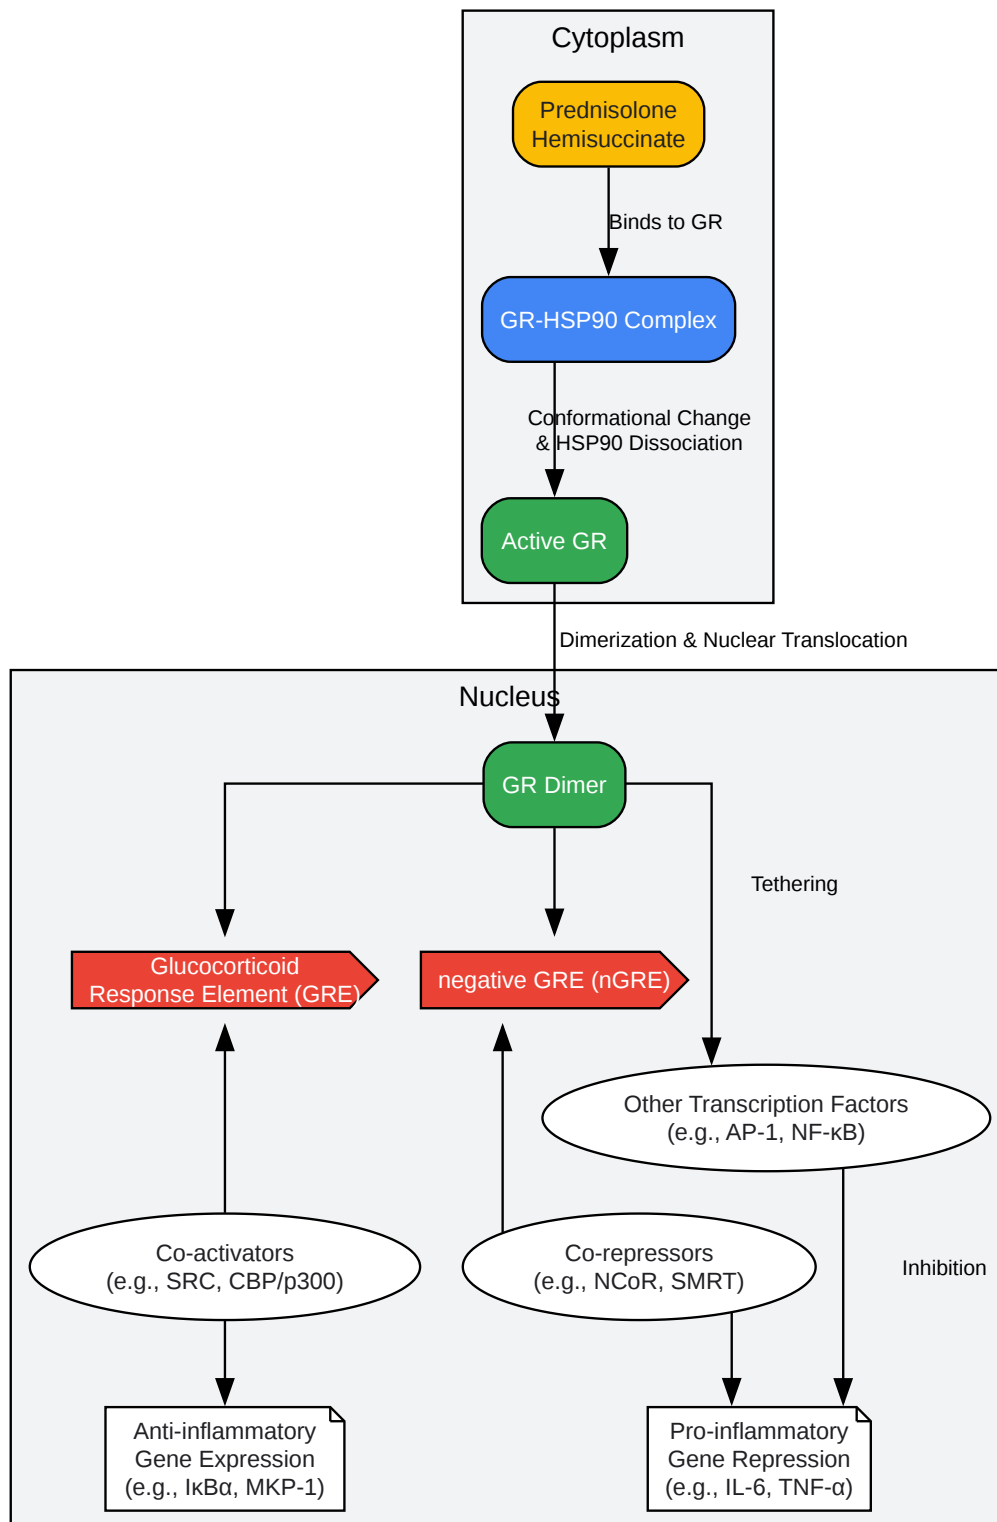 Cytoplasm
Prednisolone
Hemisuccinate
Binds to GR
GR-HSP90 Complex
Conformational Change
& HSP90 Dissociation
Active GR
Dimerization & Nuclear Translocation
Nucleus
GR Dimer
Tethering
Glucocorticoid
Response Element (GRE)
negative GRE (nGRE)
Other Transcription Factors
(e.g., AP-1, NF-κB)
Co-activators
(e.g., SRC, CBP/p300)
Co-repressors
(e.g., NCoR, SMRT)
Inhibition
Anti-inflammatory
Gene Expression
(e.g., IκBα, MKP-1)
Pro-inflammatory
Gene Repression
(e.g., IL-6, TNF-α)